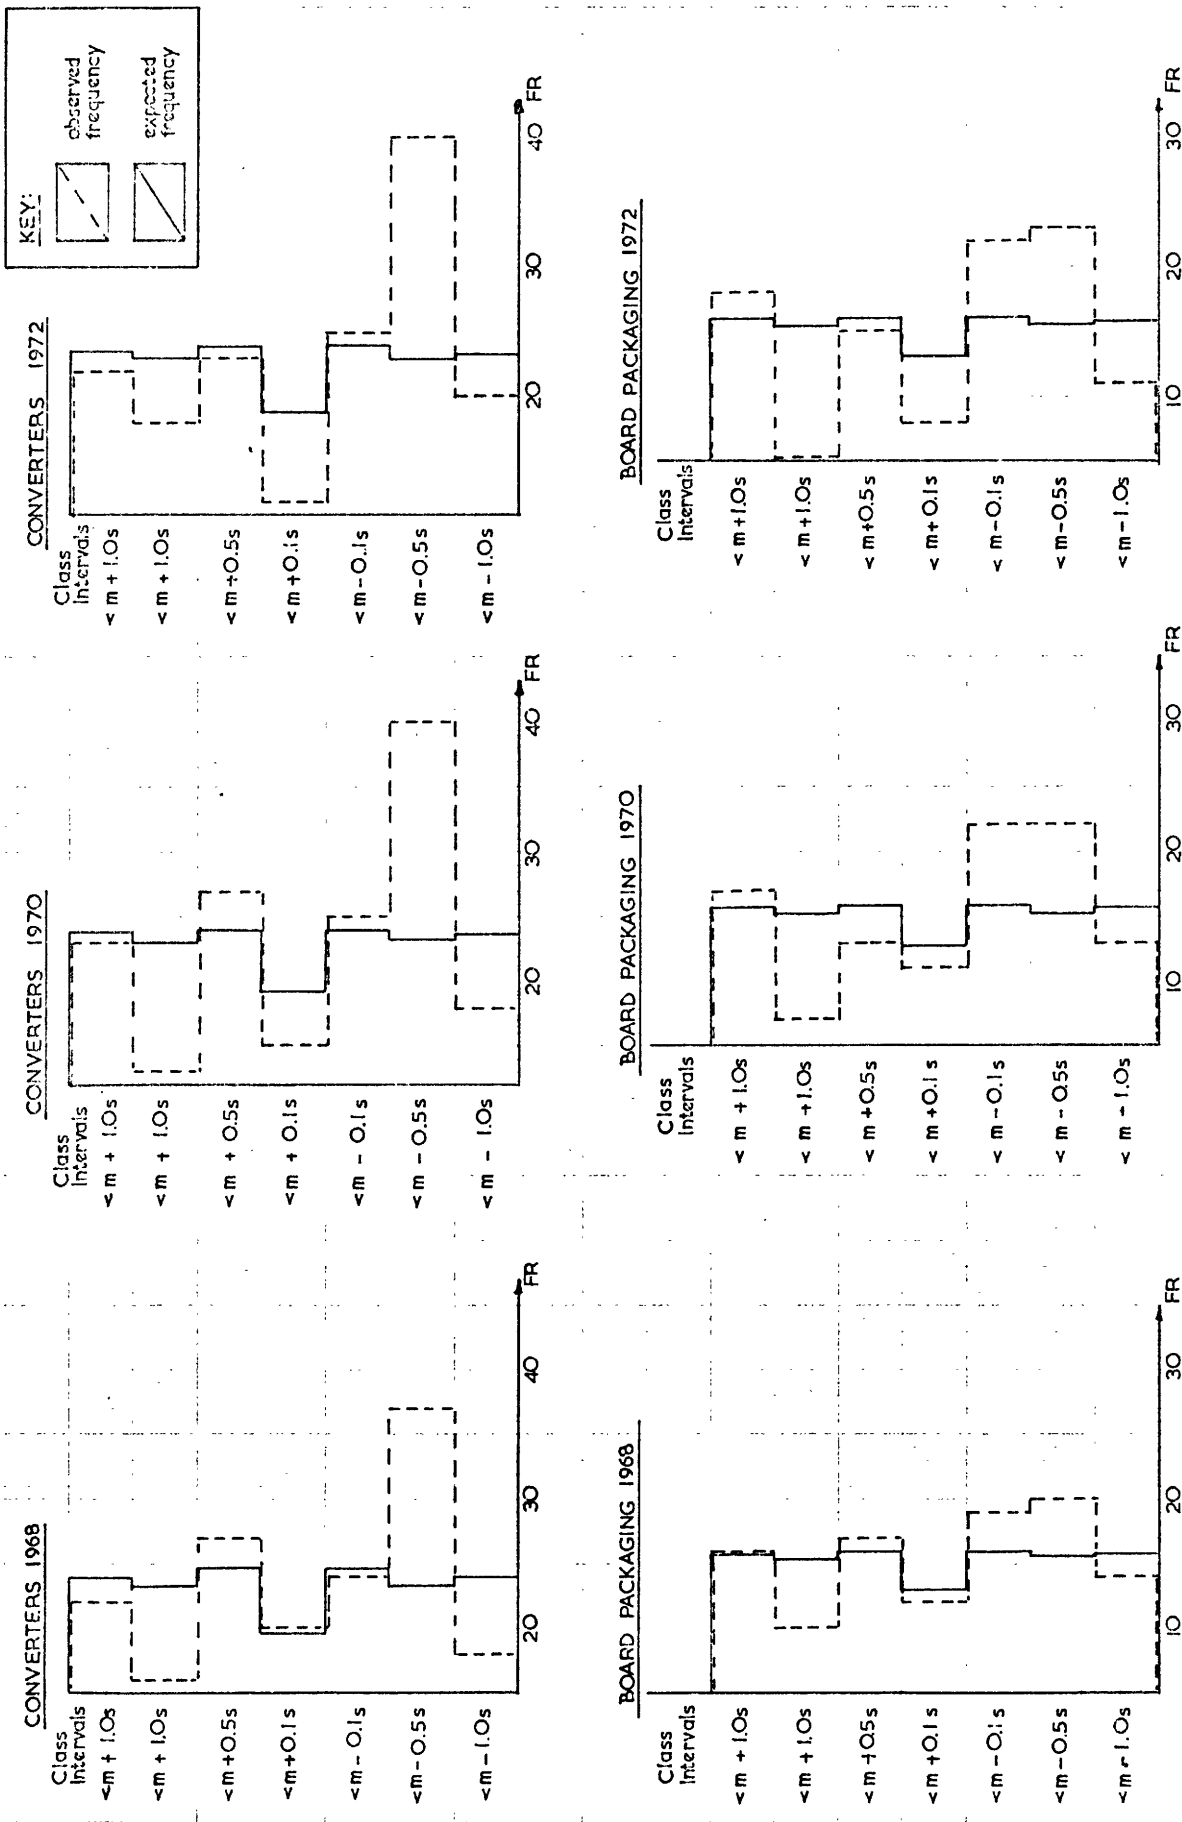 KEY:
observed
frequency
expected
frequency
CONVERTERS 1968
Class
Intervals
<m + 1.0s
<m + 1.0s
<m +0.5s
<m+0.1s
<m - 0.1s
<m-0.5s
<m - 1.0s
20
30
40
FR
CONVERTERS 1970
Class
Intervals
<m + 1.0s
<m + 1.0s
<m + 0.5s
<m + 0.1s
<m - 0.1s
<m - 0.5s
<m - 1.0s
20
30
40
FR
CONVERTERS 1972
Class
Intervals
<m + 1.0s
<m + 1.0s
<m+0.5s
<m+0.1s
<m-0.1s
<m-0.5s
<m - 1.0s
20
30
40
FR
BOARD PACKAGING 1968
Class
Intervals
<m + 1.0s
<m + 1.0s
<m +0.5s
<m+0.1s
<m - 0.1s
<m - 0.5s
<m - 1.0s
10
20
30
FR
BOARD PACKAGING 1970
Class
Intervals
<m + 1.0s
<m +1.0s
<m+0.5s
<m+0.1s
<m-0.1s
<m - 0.5s
<m - 1.0s
10
20
30
FR
BOARD PACKAGING 1972
Class
Intervals
<m+1.0s
<m+1.0s
<m+0.5s
<m+0.1s
<m-0.1s
<m-0.5s
<m-1.0s
10
20
30
FR